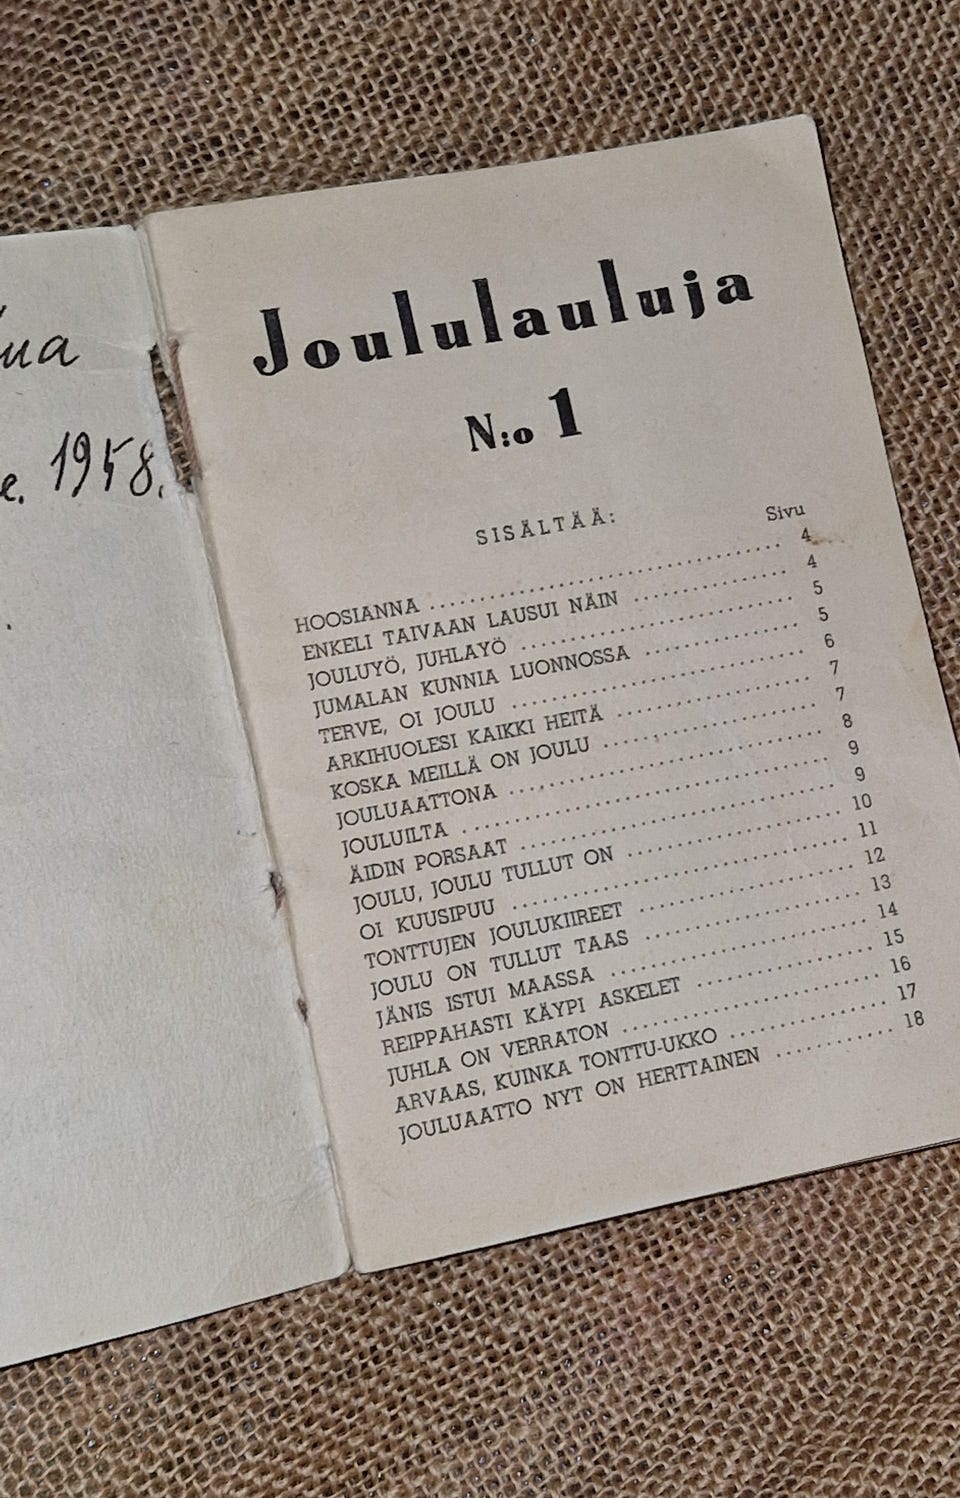 1958.
Joululauluja
N:o 1
SISÄLTÄÄ:
Sivu
HOOSIANNA ........ 4
ENKELI TAIVAAN LAUSUI NÄIN ........ 4
JOULUYÖ, JUHLAYÖ ........ 5
JUMALAN KUNNIA LUONNOSSA ........ 5
TERVE, OI JOULU ........ 6
ARKIHUOLESI KAIKKI HEITÄ ........ 7
KOSKA MEILLÄ ON JOULU ........ 7
JOULUAATTONA ........ 8
JOULUILTA ........ 9
ÄIDIN PORSAAT ........ 9
JOULU, JOULU TULLUT ON ........ 10
OI KUUSIPUU ........ 11
TONTTUJEN JOULUKIIREET ........ 12
JOULU ON TULLUT TAAS ........ 13
JÄNIS ISTUI MAASSA ........ 14
REIPPAHASTI KÄYPI ASKELET ........ 15
JUHLA ON VERRATON ........ 16
ARVAAS, KUINKA TONTTU-UKKO ........ 17
JOULUAATTO NYT ON HERTTAINEN ........ 18